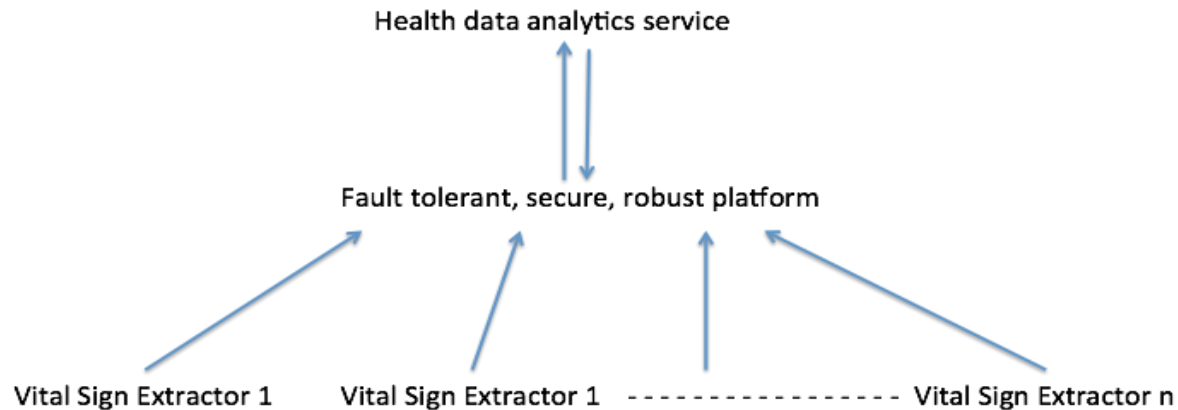 Health data analytics service
Fault tolerant, secure, robust platform
Vital Sign Extractor 1 Vital Sign Extractor 1 ---------------- Vital Sign Extractor n